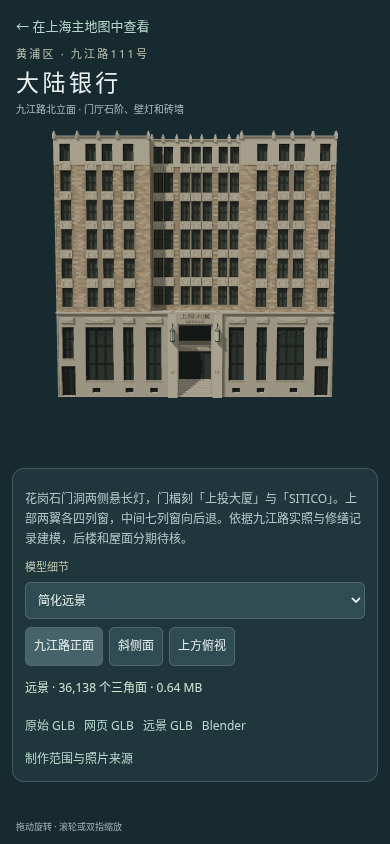 ← 在上海主地图中查看
黄浦区 · 九江路111号
大陆银行
九江路北立面 · 门厅石阶、壁灯和砖墙
上投大厦
花岗石门洞两侧悬长灯，门楣刻「上投大厦」与「SITICO」。上
部两翼各四列窗，中间七列窗向后退。依据九江路实照与修缮记
录建模，后楼和屋面分期待核。
模型细节
简化远景
九江路正面 斜侧面 上方俯视
远景 · 36,138 个三角面 · 0.64 MB
原始 GLB 网页 GLB 远景 GLB Blender
制作范围与照片来源
拖动旋转 · 滚轮或双指缩放